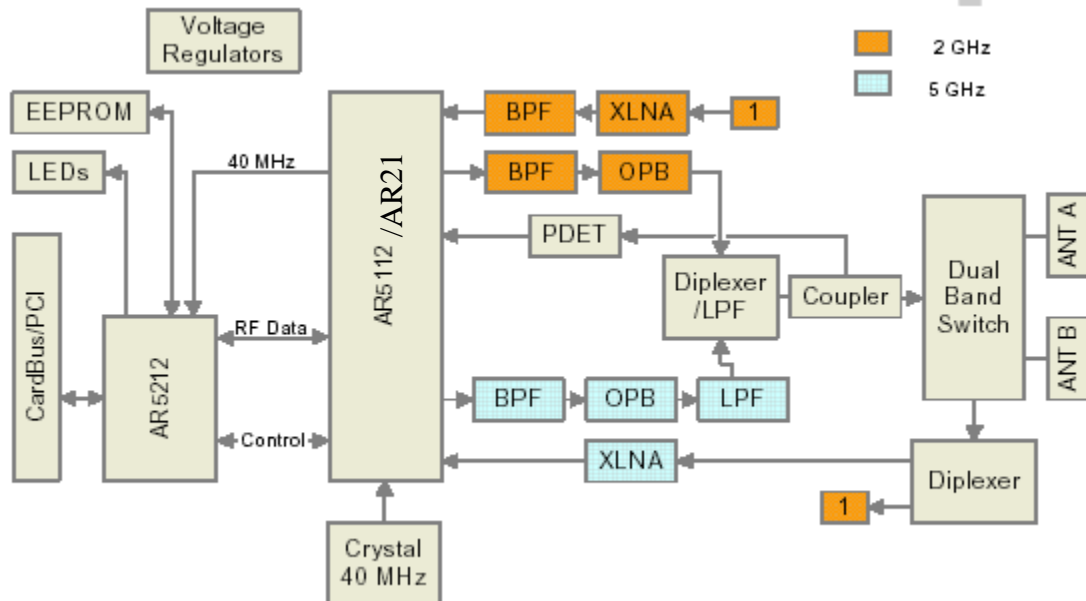 Voltage
Regulators
2 GHz
5 GHz
EEPROM
LEDs
40 MHz
BPF
XLNA
1
BPF
OPB
PDET
AR5112 /AR21
Diplexer
/LPF
Coupler
Dual
Band
Switch
ANT A
ANT B
CardBus/PCI
AR5212
RF Data
Control
BPF
OPB
LPF
XLNA
Diplexer
1
Crystal
40 MHz